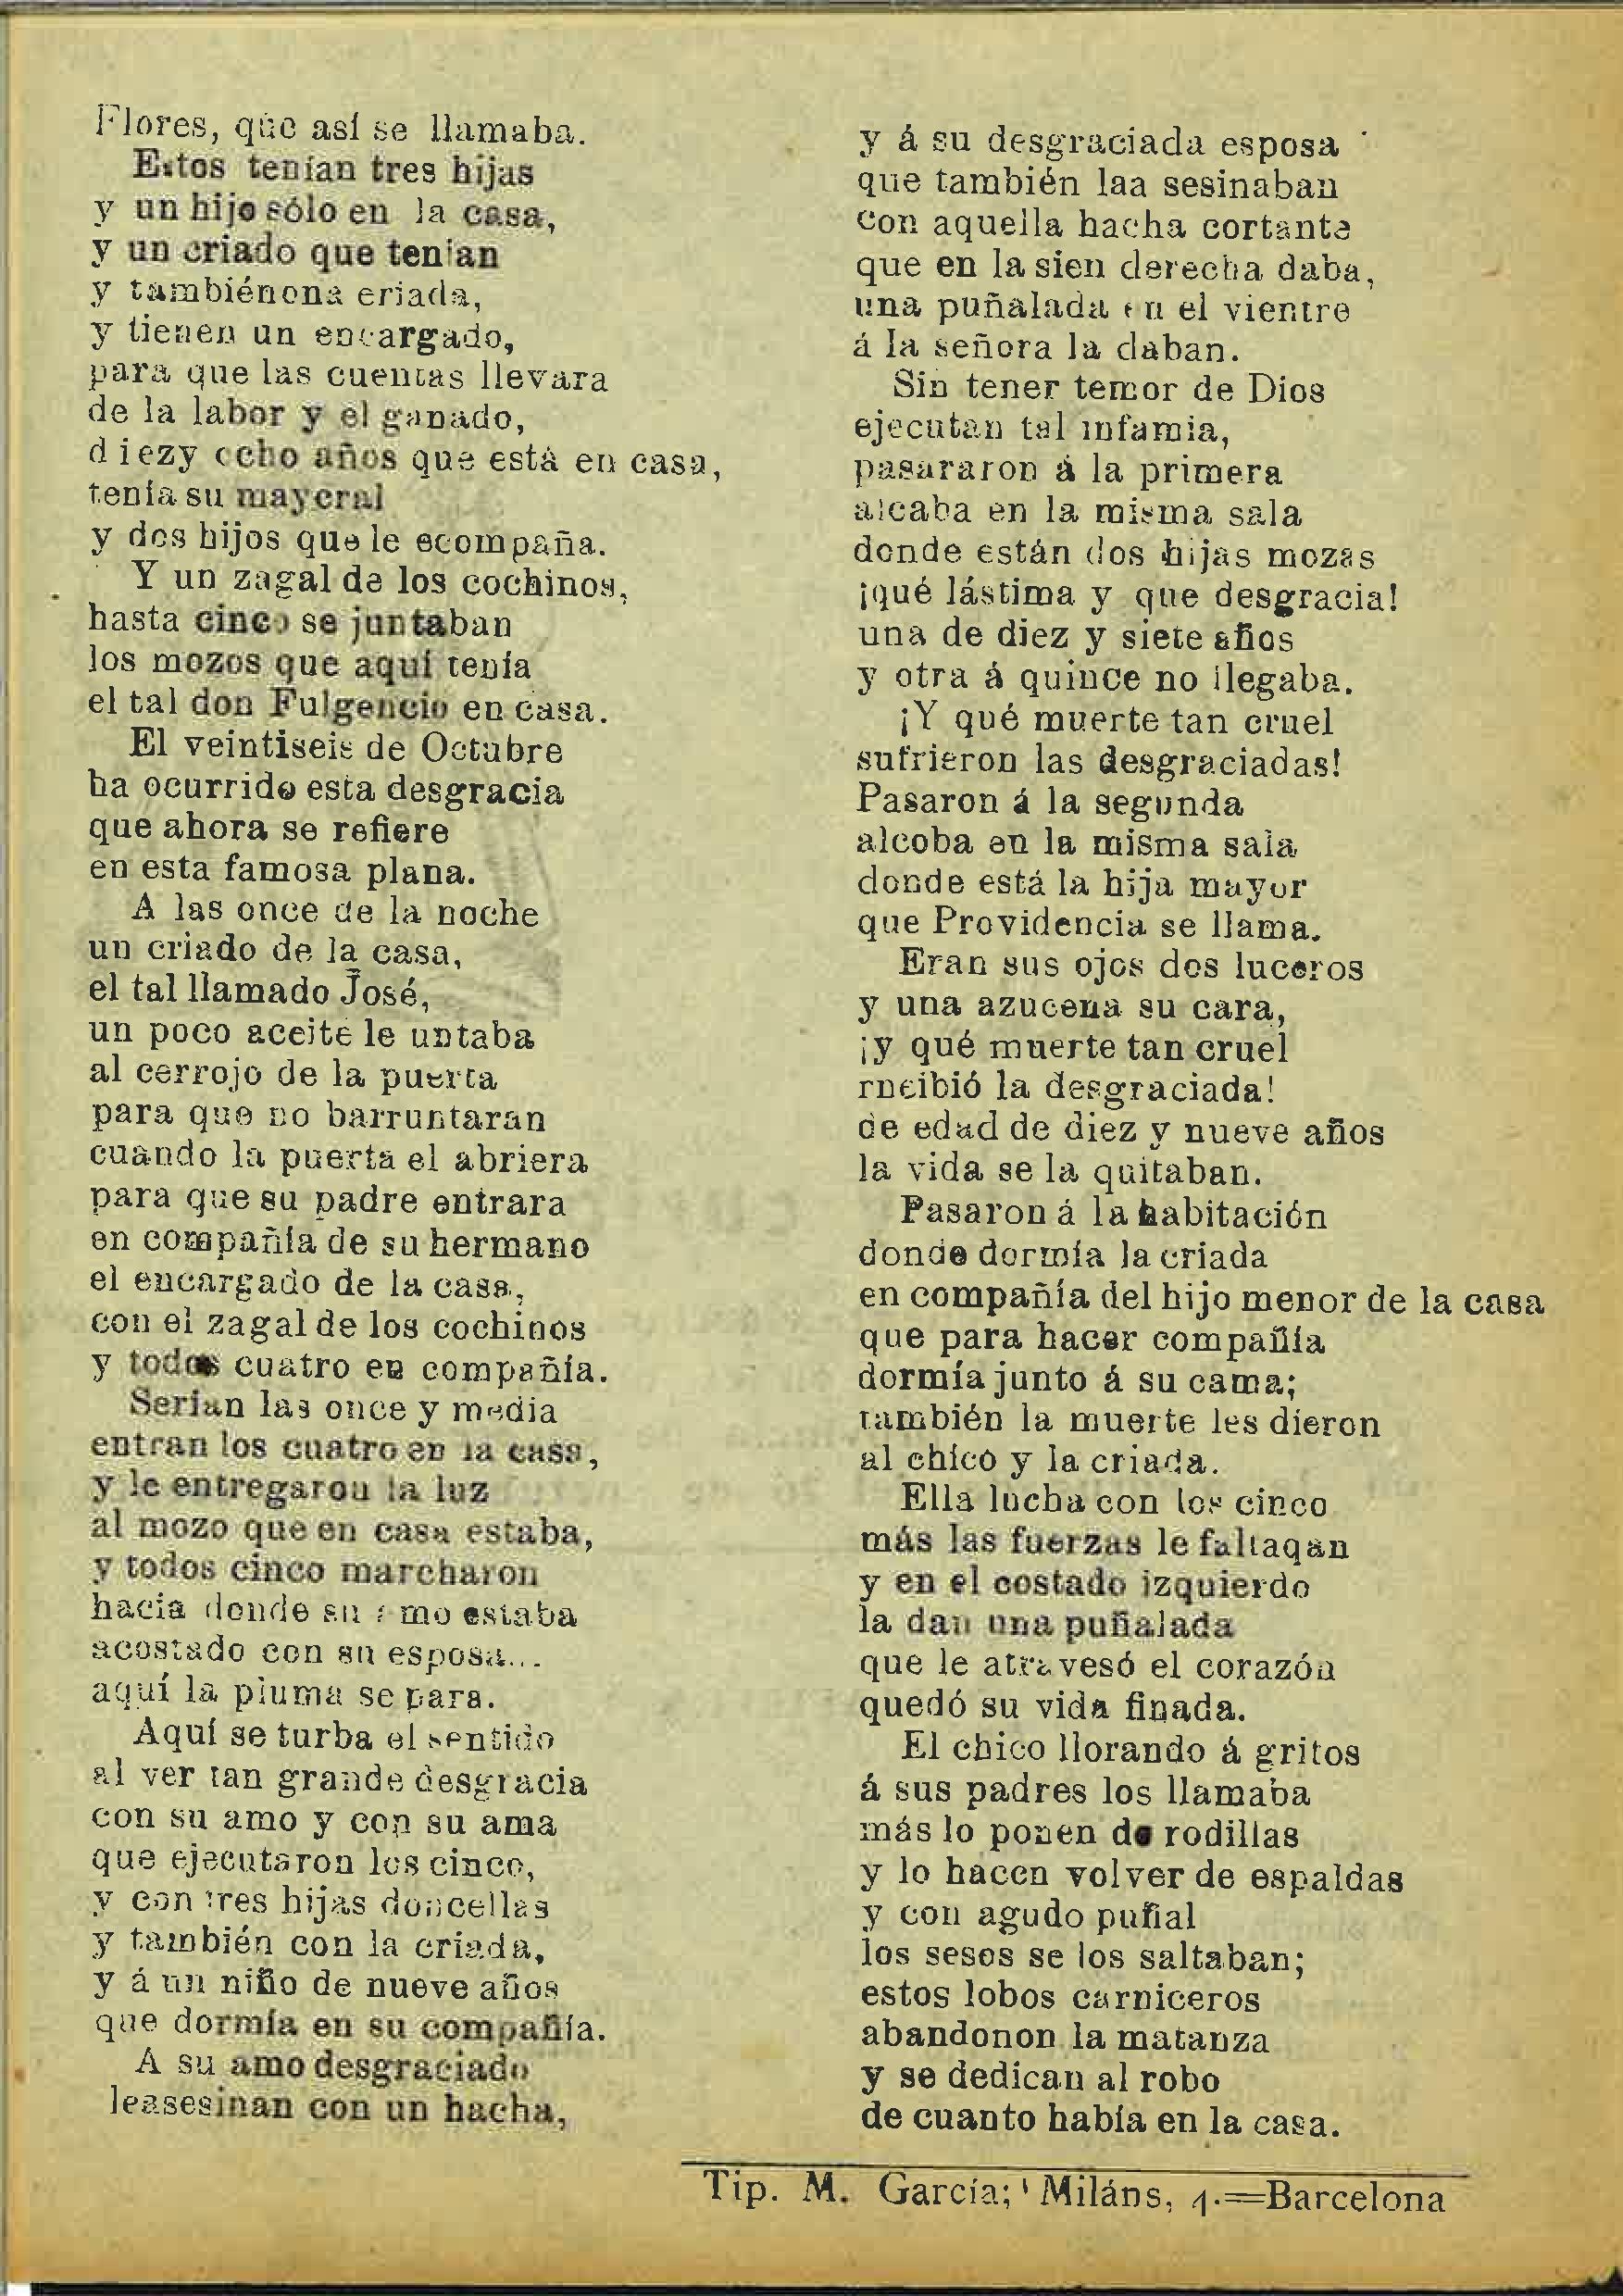 Flores, qúe así se llamaba.
Estos tenían tres hijas
y un hijo sólo en la casa,
y un criado que tenian
y tambiénona eriada,
y tienen un encargado,
para que las cuentas llevara
de la labor y el ganado,
diezy ocho años que está en casa,
tenía su mayoral
y dos hijos que le ecompaña.
Y un zagal de los cochinos,
hasta cinco se juntaban
los mozos que aquí tenía
el tal don Fulgencio en casa.
El veintiseis de Octubre
ha ocurrido esta desgracia
que ahora se refiere
en esta famosa plana.
A las once de la noche
un criado de la casa,
el tal llamado José,
un poco aceite le untaba
al cerrojo de la puerta
para que no barruntaran
cuando la puerta el abriera
para que su padre entrara
en compañía de su hermano
el encargado de la casa,
con el zagal de los cochinos
y todos cuatro en compañía.
Serian las once y media
entran los cuatro en la casa,
y le entregaron la luz
al mozo que en casa estaba,
y todos cinco marcharon
hacia donde su amo estaba
acostado con su esposa...
aquí la pluma se para.
Aquí se turba el sentido
al ver tan grande desgracia
con su amo y con su ama
que ejecutaron los cinco,
y con tres hijas doncellas
y también con la criada,
y á un niño de nueve años
que dormía en su compañía.
A su amo desgraciado
leasesinan con un hacha,
y á su desgraciada esposa
que también laa sesinaban
con aquella hacha cortante
que en la sien derecha daba,
una puñalada en el vientre
á la señora la daban.
Sin tener temor de Dios
ejecutan tal infamia,
pasararon á la primera
alcaba en la misma sala
donde están dos hijas mozas
¡qué lástima y que desgracia!
una de diez y siete años
y otra á quince no llegaba.
¡Y qué muerte tan cruel
sufrieron las desgraciadas!
Pasaron á la segunda
alcoba en la misma sala
donde está la hija mayor
que Providencia se llama.
Eran sus ojos dos luceros
y una azucena su cara,
¡y qué muerte tan cruel
rneibió la desgraciada!
de edad de diez y nueve años
la vida se la quitaban.
Pasaron á la habitación
donde dormía la criada
en compañía del hijo menor de la casa
que para hacer compañía
dormía junto á su cama;
también la muerte les dieron
al chico y la criada.
Ella lucha con los cinco
más las fuerzas le faltaqan
y en el costado izquierdo
la dan una puñalada
que le atravesó el corazón
quedó su vida finada.
El chico llorando á gritos
á sus padres los llamaba
más lo ponen de rodillas
y lo hacen volver de espaldas
y con agudo puñal
los sesos se los saltaban;
estos lobos carniceros
abandonon la matanza
y se dedican al robo
de cuanto había en la casa.
Tip. M. García; Miláns, 4.=Barcelona